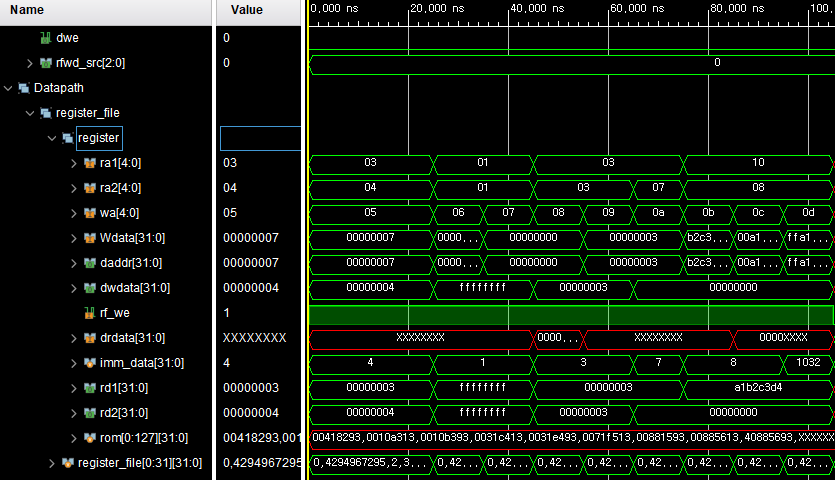 Name Value 0,000 ns 20,000 ns 40,000 ns 60,000 ns 80,000 ns 100.
dwe 0
rfwd_src[2:0] 0 0
Datapath
register_file
register
ra1[4:0] 03 03 01 03 10
ra2[4:0] 04 04 01 03 07 08
wa[4:0] 05 05 06 07 08 09 0a 0b 0c 0d
Wdata[31:0] 00000007 00000007 0000... 00000000 00000003 b2c3... 00a1... ffa1...
daddr[31:0] 00000007 00000007 0000... 00000000 00000003 b2c3... 00a1... ffa1...
dwdata[31:0] 00000004 00000004 ffffffff 00000003 00000000
rf_we 1
drdata[31:0] XXXXXXXX XXXXXXXX 0000... XXXXXXXX 0000XXXX
imm_data[31:0] 4 4 1 3 7 8 1032
rd1[31:0] 00000003 00000003 ffffffff 00000003 a1b2c3d4
rd2[31:0] 00000004 00000004 ffffffff 00000003 00000000
rom[0:127][31:0] 00418293,001 00418293,0010a313,0010b393,0031c413,0031e493,0071f513,00881593,00885613,40885693,XXXXXX
register_file[0:31][31:0] 0,4294967295 0,4294967295,2,3... 0,42... 0,42... 0,42... 0,42... 0,42... 0,42... 0,42... 0,42...